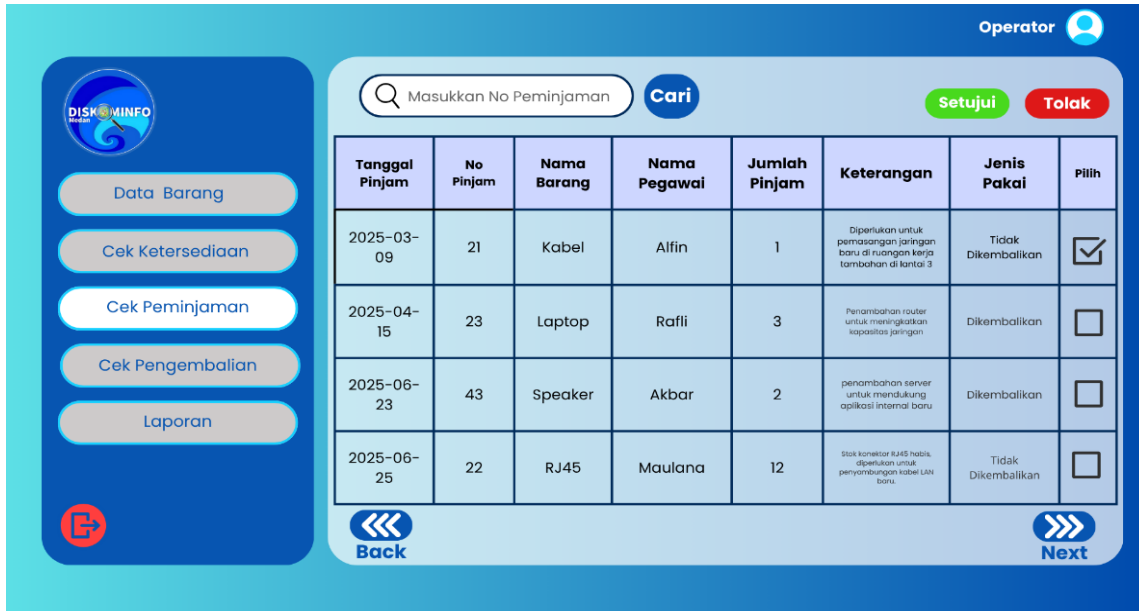 Operator
DISKOMINFO
Medan
Data Barang
Cek Ketersediaan
Cek Peminjaman
Cek Pengembalian
Laporan
Masukkan No Peminjaman
Cari
Setujui
Tolak
Tanggal
Pinjam
No
Pinjam
Nama
Barang
Nama
Pegawai
Jumlah
Pinjam
Keterangan
Jenis
Pakai
Pilih
2025-03-
09
21
Kabel
Alfin
1
Diperlukan untuk
pemasangan jaringan
baru di ruangan kerja
tambahan di lantai 3
Tidak
Dikembalikan
2025-04-
15
23
Laptop
Rafli
3
Penambahan router
untuk meningkatkan
kapasitas jaringan
Dikembalikan
2025-06-
23
43
Speaker
Akbar
2
penambahan server
untuk mendukung
aplikasi internal baru
Dikembalikan
2025-06-
25
22
RJ45
Maulana
12
Stok konektor RJ45 habis,
diperlukan untuk
penyambungan kabel LAN
baru.
Tidak
Dikembalikan
Back
Next